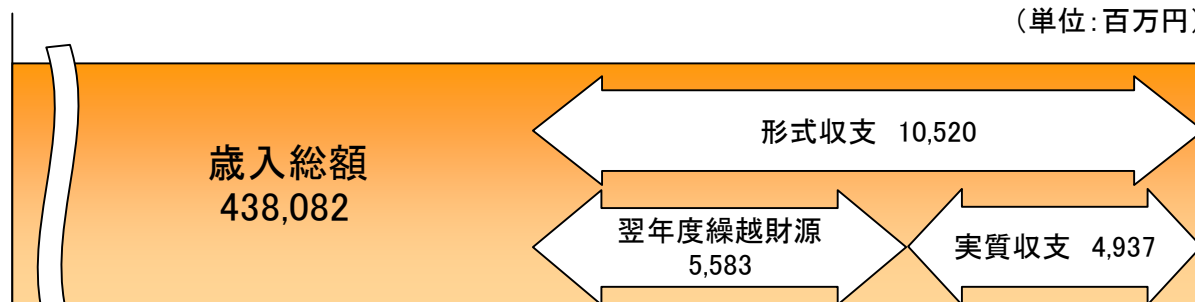 （単位：百万円）
形式収支 10,520
歳入総額
438,082
翌年度繰越財源
5,583
実質収支 4,937